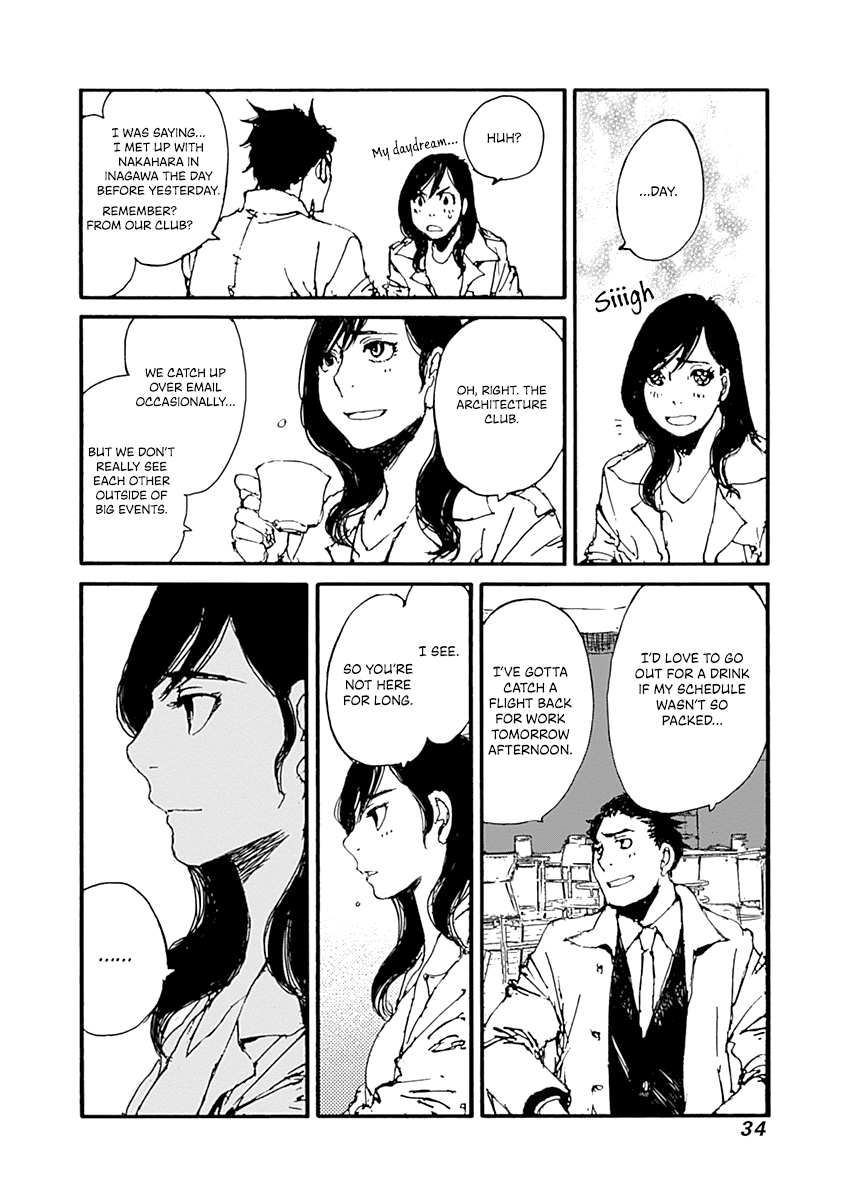 ...DAY.
Siiigh
HUH?
My daydream...
I WAS SAYING...
I MET UP WITH
NAKAHARA IN
INAGAWA THE DAY
BEFORE YESTERDAY.
REMEMBER?
FROM OUR CLUB?
OH, RIGHT. THE
ARCHITECTURE
CLUB.
WE CATCH UP
OVER EMAIL
OCCASIONALLY...
BUT WE DON'T
REALLY SEE
EACH OTHER
OUTSIDE OF
BIG EVENTS.
I'D LOVE TO GO
OUT FOR A DRINK
IF MY SCHEDULE
WASN'T SO
PACKED...
I'VE GOTTA
CATCH A
FLIGHT BACK
FOR WORK
TOMORROW
AFTERNOON.
I SEE.
SO YOU'RE
NOT HERE
FOR LONG.
......
34